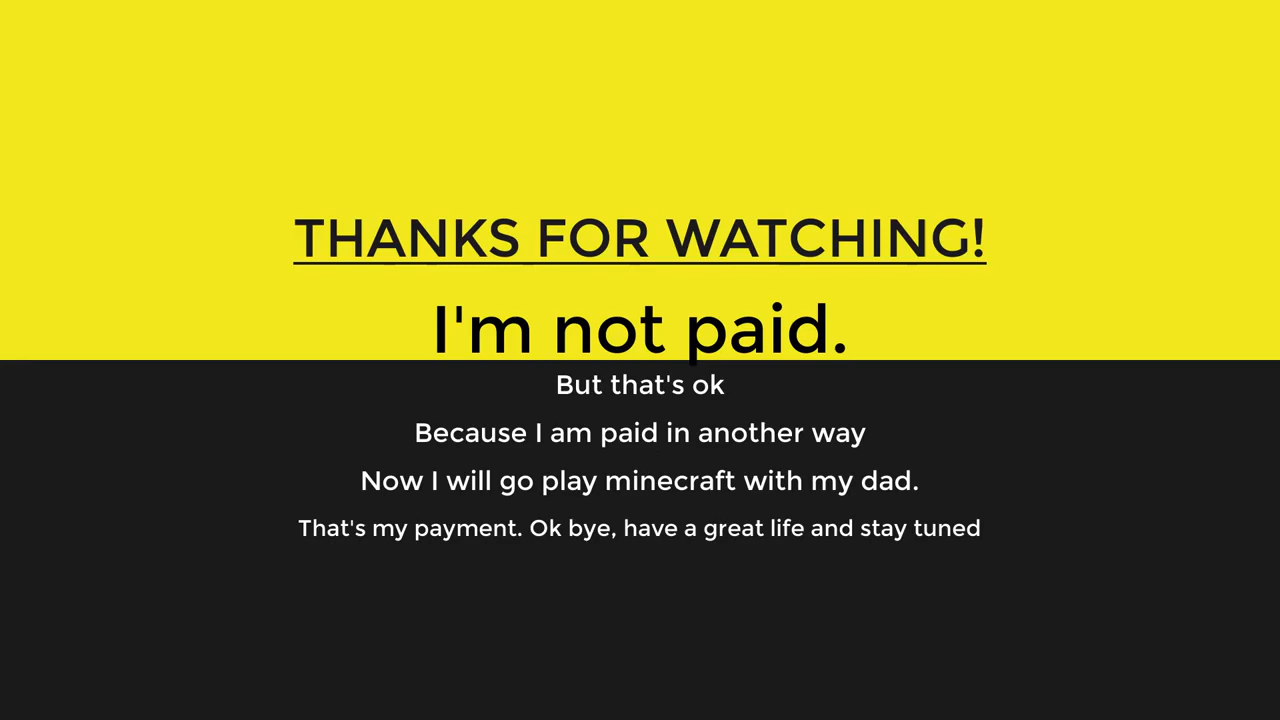 THANKS FOR WATCHING!
I'm not paid.
But that's ok
Because I am paid in another way
Now I will go play minecraft with my dad.
That's my payment. Ok bye, have a great life and stay tuned